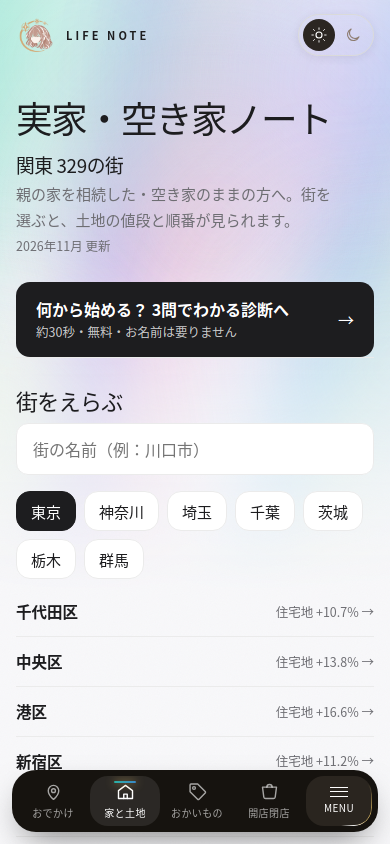 LIFE NOTE
実家・空き家ノート
関東 329の街
親の家を相続した・空き家のままの方へ。街を
選ぶと、土地の値段と順番が見られます。
2026年11月 更新
何から始める？ 3問でわかる診断へ
約30秒・無料・お名前は要りません
→
街をえらぶ
街の名前（例：川口市）
東京 神奈川 埼玉 千葉 茨城
栃木 群馬
千代田区 住宅地 +10.7% →
中央区 住宅地 +13.8% →
港区 住宅地 +16.6% →
新宿区 住宅地 +11.2% →
おでかけ 家と土地 おかいもの 開店閉店 MENU